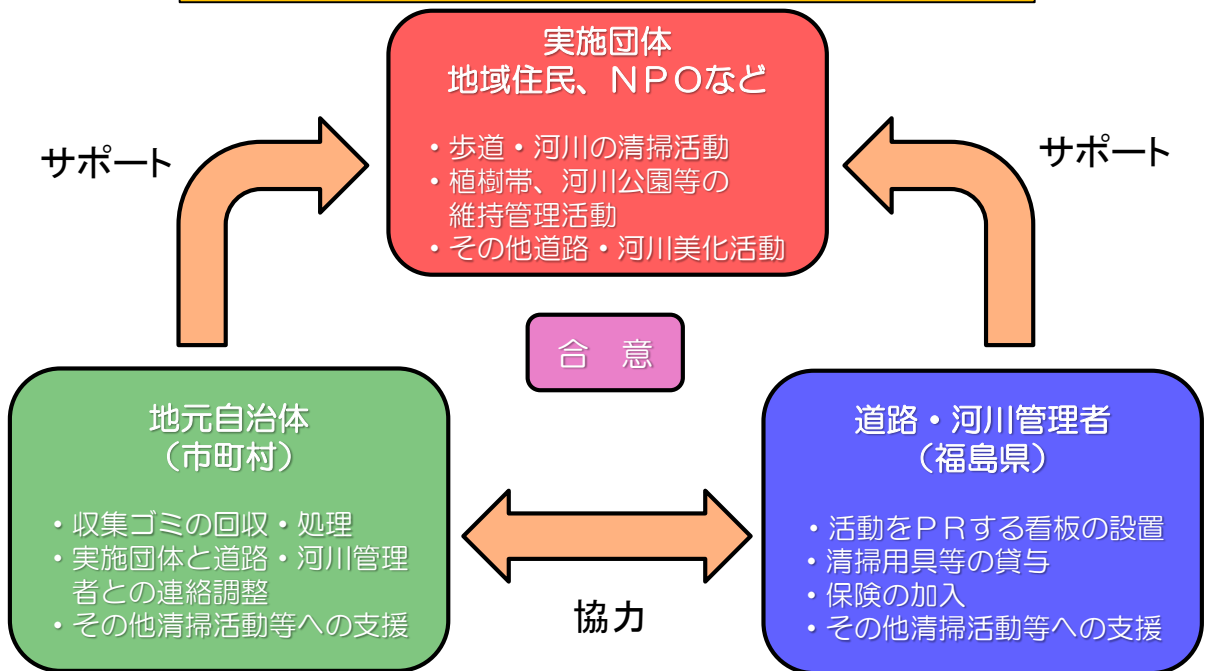 実施団体
地域住民、ＮＰＯなど
・歩道・河川の清掃活動
・植樹帯、河川公園等の
維持管理活動
・その他道路・河川美化活動
サポート
サポート
合　意
地元自治体
（市町村）
・収集ゴミの回収・処理
・実施団体と道路・河川管理
者との連絡調整
・その他清掃活動等への支援
協力
道路・河川管理者
（福島県）
・活動をＰＲする看板の設置
・清掃用具等の貸与
・保険の加入
・その他清掃活動等への支援